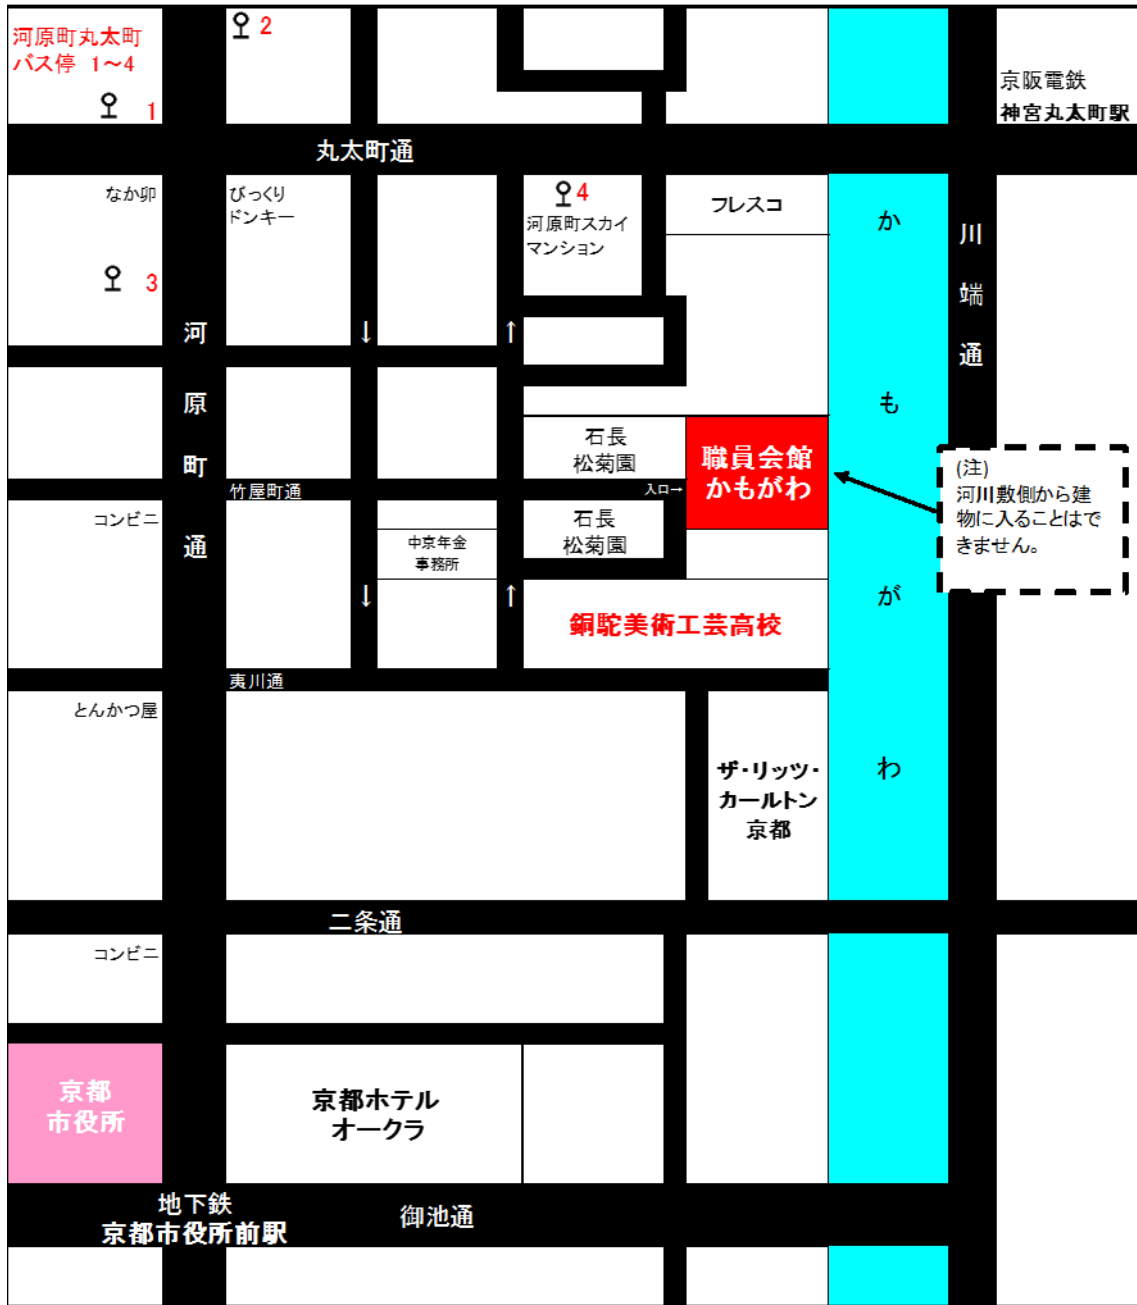 河原町丸太町
バス停 1～4
2
1
京阪電鉄
神宮丸太町駅
丸太町通
なか卯
びっくり
ドンキー
4
河原町スカイ
マンション
フレスコ
3
河原町通
川端通
かもがわ
石長
松菊園
職員会館
かもがわ
入口→
竹屋町通
(注)
河川敷側から建
物に入ることはで
きません。
コンビニ
中京年金
事務所
石長
松菊園
↓
↑
↓
↑
銅駝美術工芸高校
夷川通
とんかつ屋
ザ・リッツ・
カールトン
京都
二条通
コンビニ
京都
市役所
京都ホテル
オークラ
地下鉄
京都市役所前駅
御池通